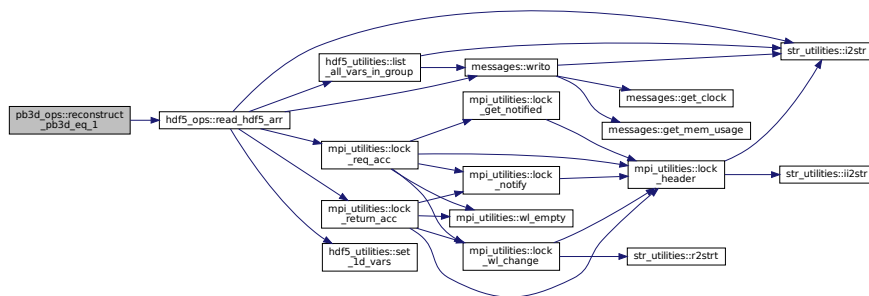 pb3d_ops::reconstruct
_pb3d_eq_1
hdf5_ops::read_hdf5_arr
hdf5_utilities::list
_all_vars_in_group
mpi_utilities::lock
_req_acc
mpi_utilities::lock
_return_acc
hdf5_utilities::set
_1d_vars
messages::writo
mpi_utilities::lock
_get_notified
mpi_utilities::lock
_notify
mpi_utilities::wl_empty
mpi_utilities::lock
_wl_change
str_utilities::i2str
messages::get_clock
messages::get_mem_usage
mpi_utilities::lock
_header
str_utilities::r2strt
str_utilities::ii2str